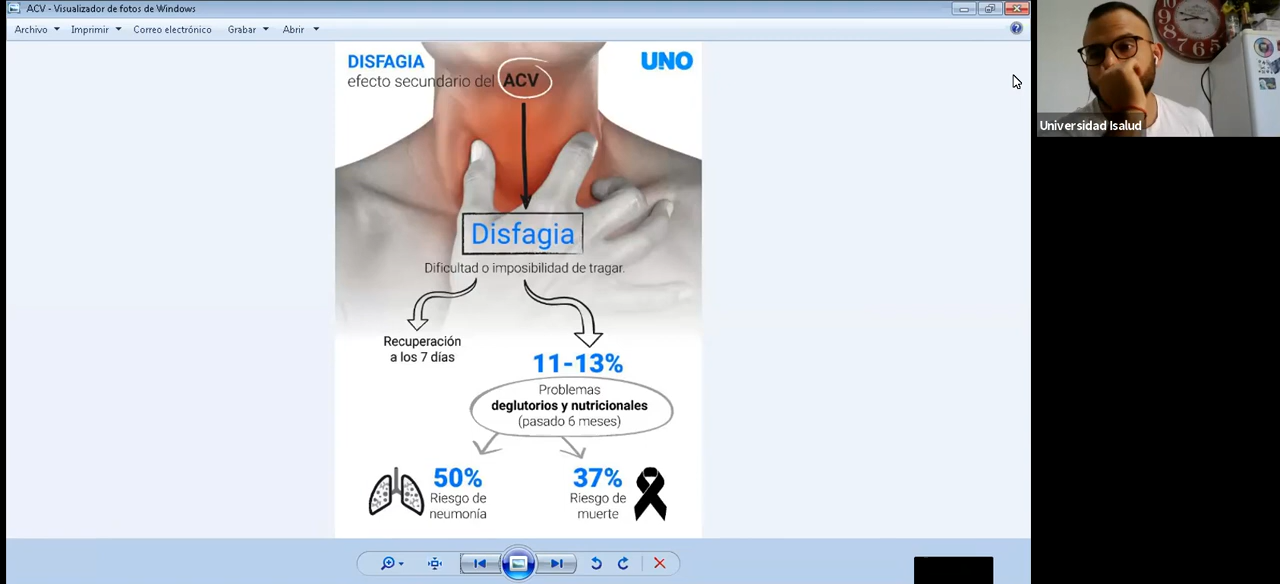 ACV - Visualizador de fotos de Windows
Archivo Imprimir Correo electrónico Grabar Abrir
DISFAGIA
UNO
efecto secundario del ACV
Disfagia
Dificultad o imposibilidad de tragar.
Recuperación
a los 7 días
11-13%
Problemas
deglutorios y nutricionales
(pasado 6 meses)
50%
Riesgo de
neumonía
37%
Riesgo de
muerte
Universidad Isalud